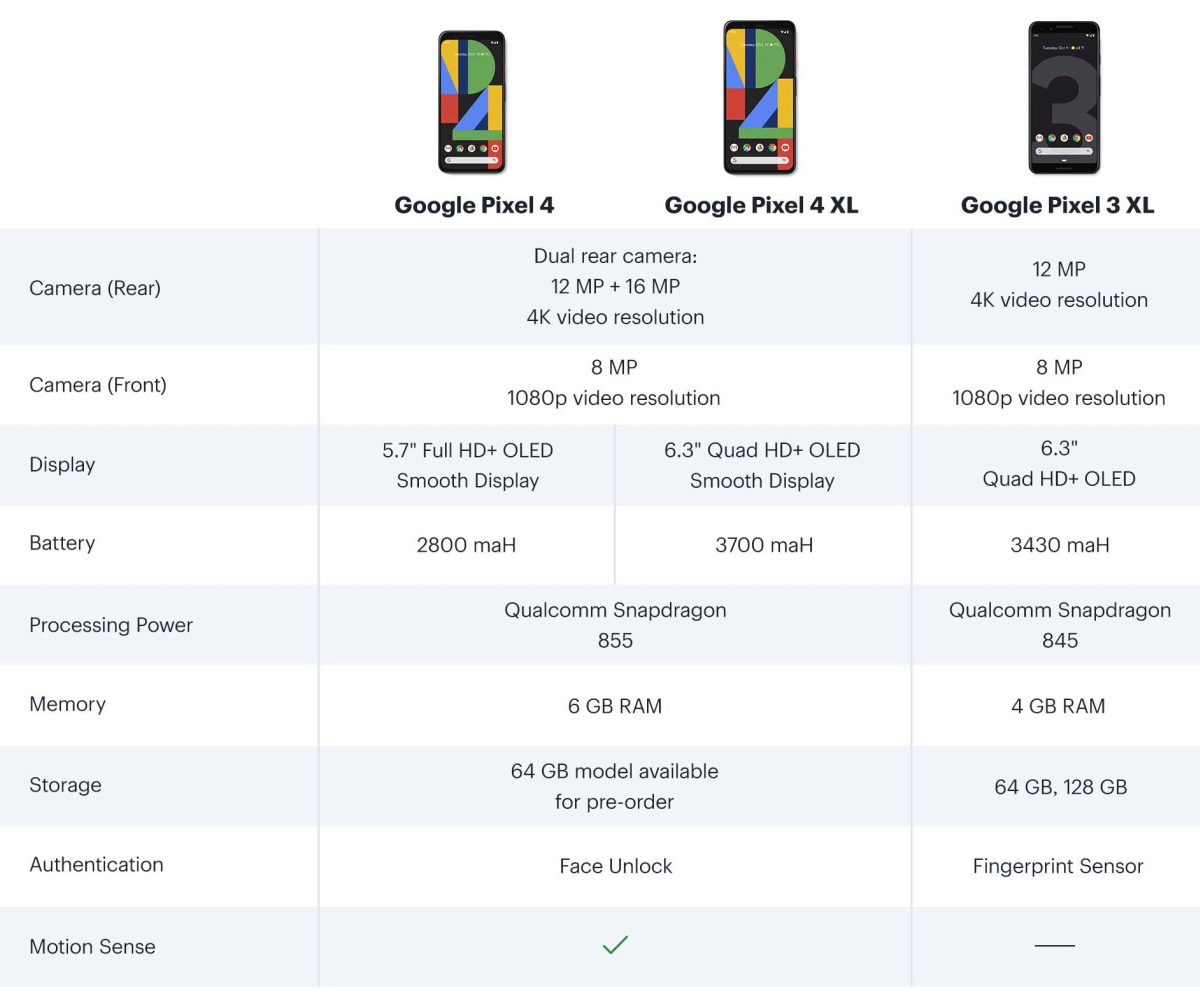 Google Pixel 4
Google Pixel 4 XL
Google Pixel 3 XL
Camera (Rear)
Dual rear camera:
12 MP + 16 MP
4K video resolution
12 MP
4K video resolution
Camera (Front)
8 MP
1080p video resolution
8 MP
1080p video resolution
Display
5.7" Full HD+ OLED
Smooth Display
6.3" Quad HD+ OLED
Smooth Display
6.3"
Quad HD+ OLED
Battery
2800 maH
3700 maH
3430 maH
Processing Power
Qualcomm Snapdragon
855
Qualcomm Snapdragon
845
Memory
6 GB RAM
4 GB RAM
Storage
64 GB model available
for pre-order
64 GB, 128 GB
Authentication
Face Unlock
Fingerprint Sensor
Motion Sense